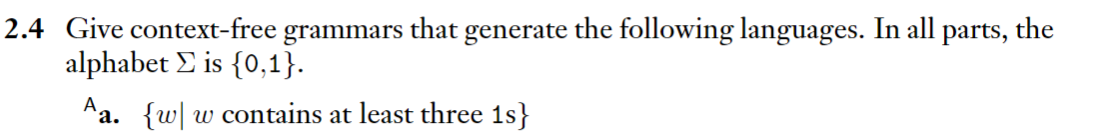 2.4 Give context-free grammars that generate the following languages. In all parts, the
alphabet Σ is {0,1}.
ᴬa. {w| w contains at least three 1s}